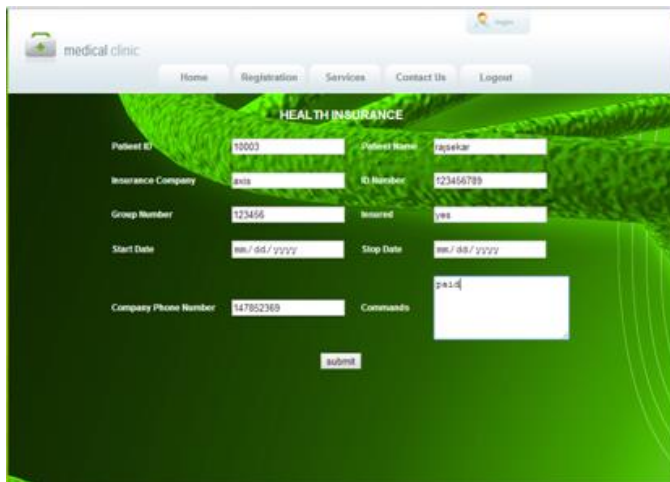 login
medical clinic
Home Registration Services Contact Us Logout
HEALTH INSURANCE
Patient ID 10003 Patient Name rajsekar
Insurance Company axis ID Number 123456789
Group Number 123456 Insured yes
Start Date mm/dd/yyyy Stop Date mm/dd/yyyy
Company Phone Number 147852369 Commands paid
submit